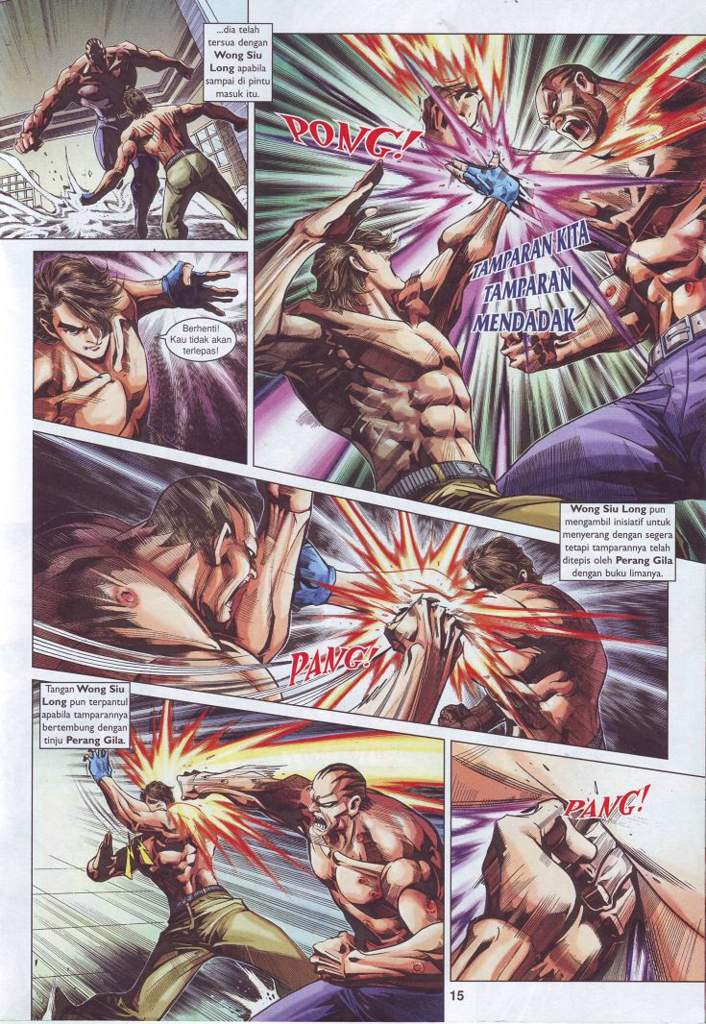 ...dia telah
tersua dengan
Wong Siu
Long apabila
sampai di pintu
masuk itu.
PONG!
TAMPARAN KITA
TAMPARAN
MENDADAK
Berhenti!
Kau tidak akan
terlepas!
Wong Siu Long pun
mengambil inisiatif untuk
menyerang dengan segera
tetapi tamparannya telah
ditepis oleh Perang Gila
dengan buku limanya.
PANG!
Tangan Wong Siu
Long pun terpantul
apabila tamparannya
bertembung dengan
tinju Perang Gila.
PANG!
15